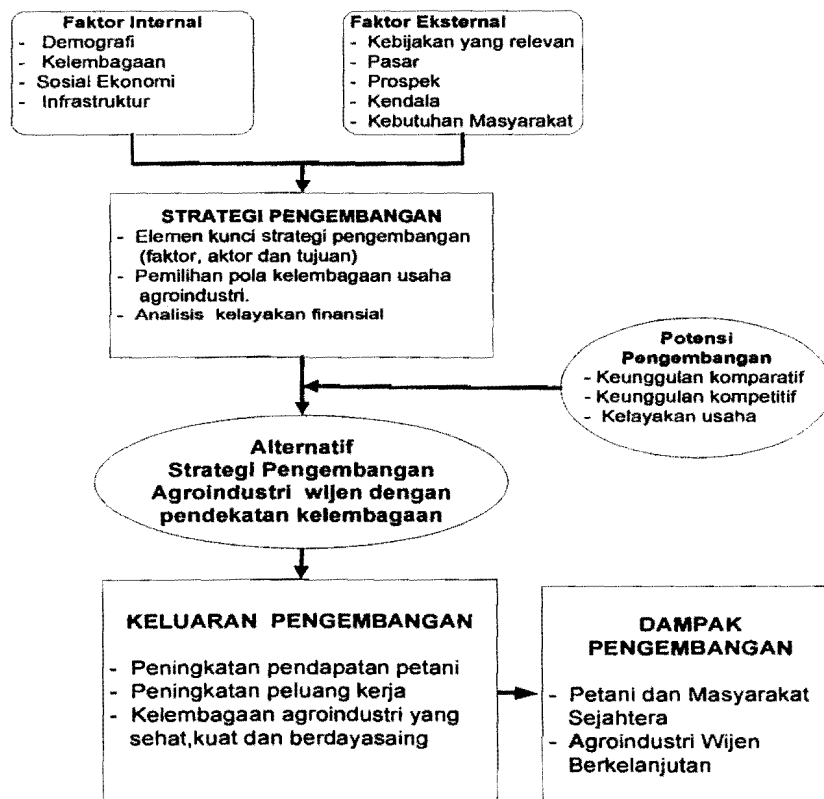 Faktor Internal
- Demografi
- Kelembagaan
- Sosial Ekonomi
- Infrastruktur
Faktor Eksternal
- Kebijakan yang relevan
- Pasar
- Prospek
- Kendala
- Kebutuhan Masyarakat
STRATEGI PENGEMBANGAN
- Elemen kunci strategi pengembangan
(faktor, aktor dan tujuan)
- Pemilihan pola kelembagaan usaha
agroindustri.
- Analisis kelayakan finansial
Potensi
Pengembangan
- Keunggulan komparatif
- Keunggulan kompetitif
- Kelayakan usaha
Alternatif
Strategi Pengembangan
Agroindustri wijen dengan
pendekatan kelembagaan
KELUARAN PENGEMBANGAN
- Peningkatan pendapatan petani
- Peningkatan peluang kerja
- Kelembagaan agroindustri yang
sehat,kuat dan berdayasaing
DAMPAK
PENGEMBANGAN
- Petani dan Masyarakat
Sejahtera
- Agroindustri Wijen
Berkelanjutan